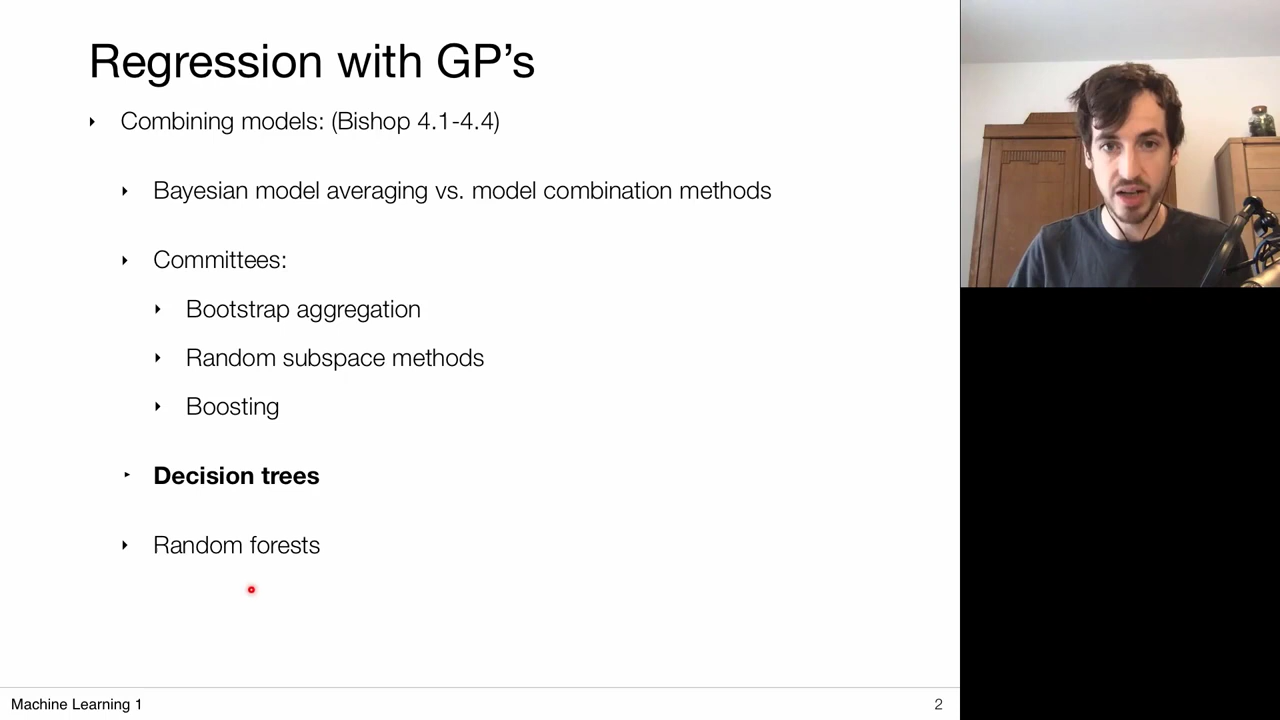 Regression with GP's
Combining models: (Bishop 4.1-4.4)
Bayesian model averaging vs. model combination methods
Committees:
Bootstrap aggregation
Random subspace methods
Boosting
Decision trees
Random forests
Machine Learning 1
2